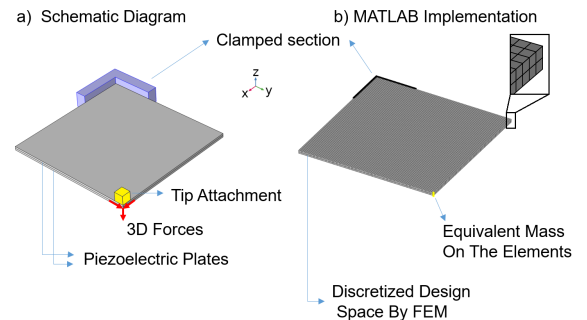 a) Schematic Diagram
b) MATLAB Implementation
Clamped section
z
x
y
Tip Attachment
3D Forces
Piezoelectric Plates
Equivalent Mass
On The Elements
Discretized Design
Space By FEM